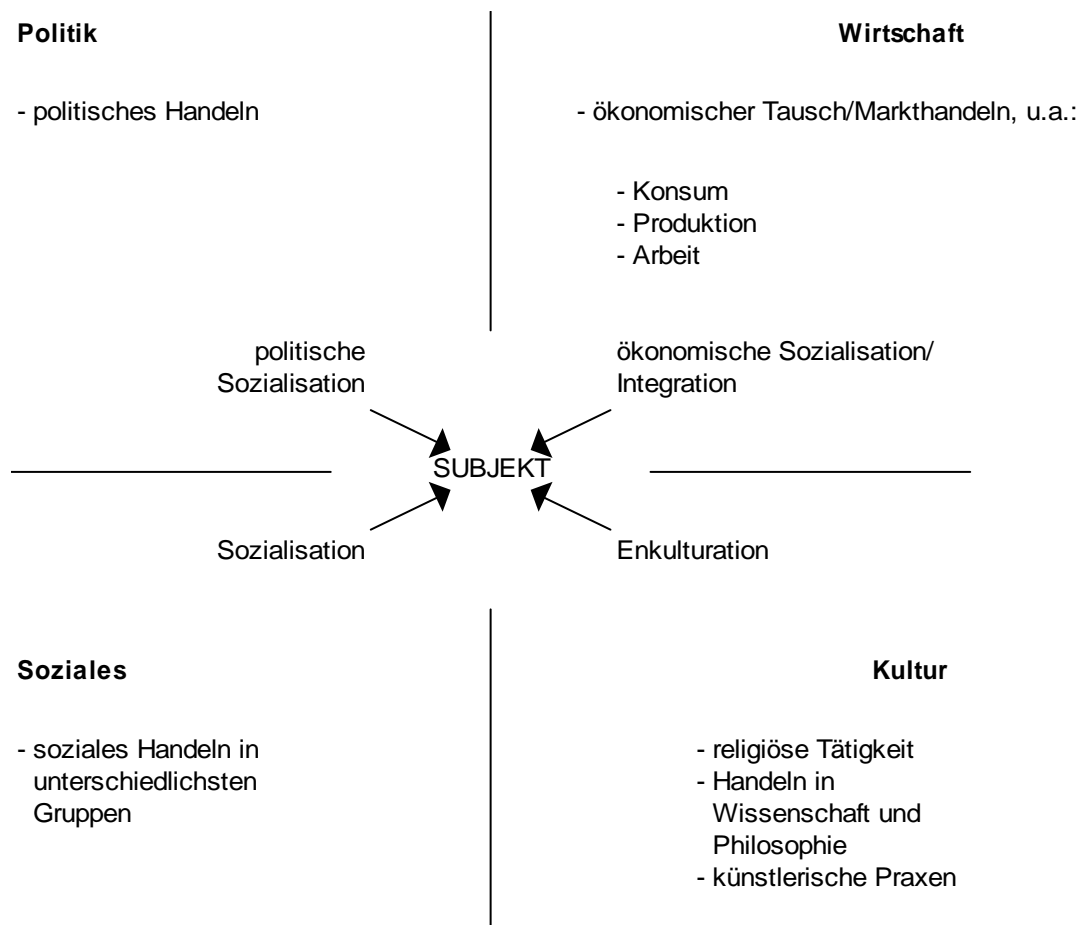 Politik
Wirtschaft
- politisches Handeln
- ökonomischer Tausch/Markthandeln, u.a.:
- Konsum
- Produktion
- Arbeit
politische
Sozialisation
ökonomische Sozialisation/
Integration
SUBJEKT
Sozialisation
Enkulturation
Soziales
Kultur
- soziales Handeln in
unterschiedlichsten
Gruppen
- religiöse Tätigkeit
- Handeln in
Wissenschaft und
Philosophie
- künstlerische Praxen